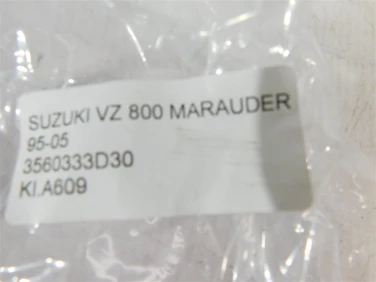 SUZUKI VZ 800 MARAUDER
95-05
3560333D30
KI.A609